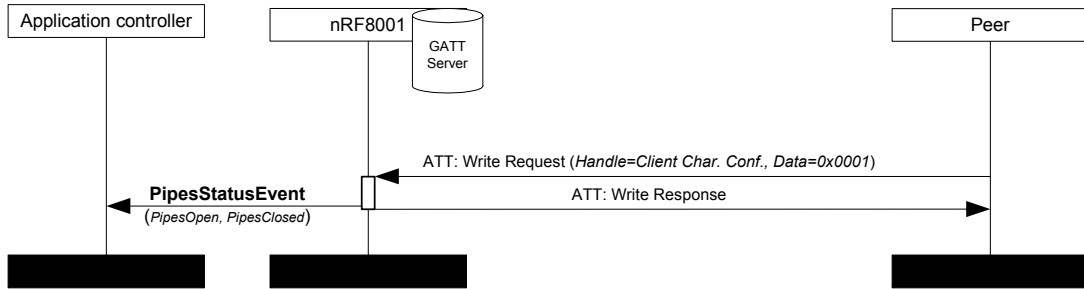 Application controller
nRF8001
GATT
Server
Peer
ATT: Write Request (Handle=Client Char. Conf., Data=0x0001)
PipesStatusEvent
(PipesOpen, PipesClosed)
ATT: Write Response